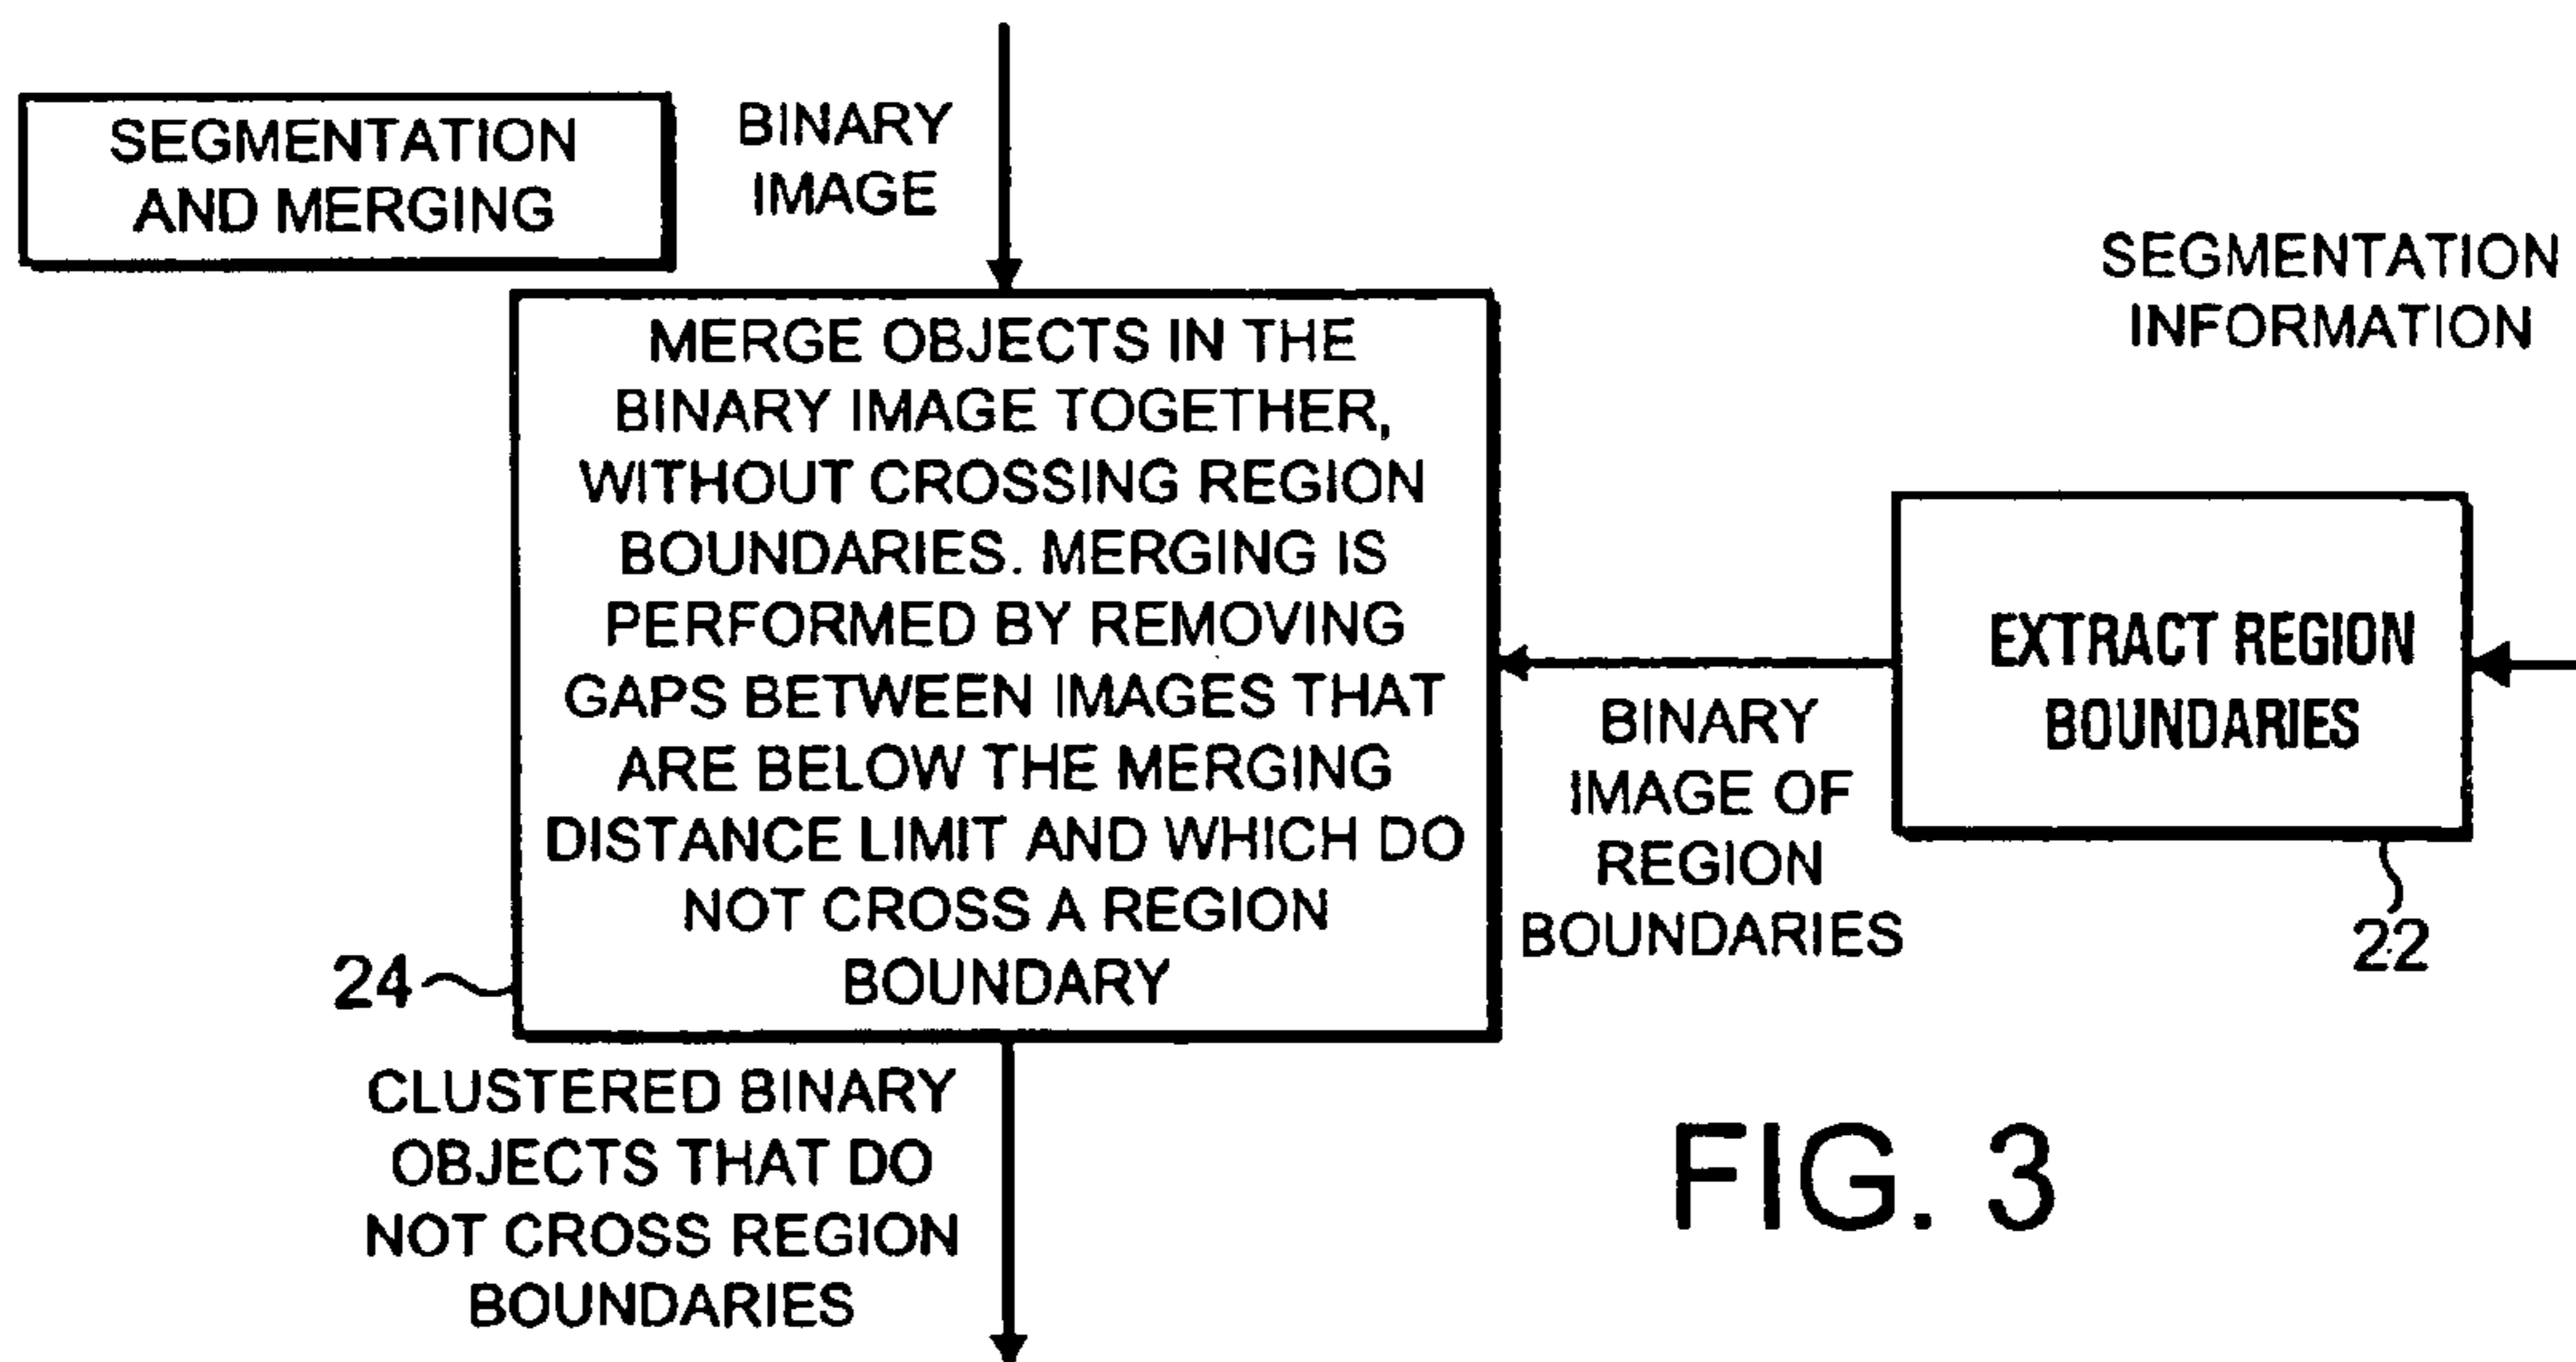 SEGMENTATION
AND MERGING
BINARY
IMAGE
SEGMENTATION
INFORMATION
MERGE OBJECTS IN THE
BINARY IMAGE TOGETHER,
WITHOUT CROSSING REGION
BOUNDARIES. MERGING IS
PERFORMED BY REMOVING
GAPS BETWEEN IMAGES THAT
ARE BELOW THE MERGING
DISTANCE LIMIT AND WHICH DO
NOT CROSS A REGION
BOUNDARY
24
EXTRACT REGION
BOUNDARIES
22
BINARY
IMAGE OF
REGION
BOUNDARIES
CLUSTERED BINARY
OBJECTS THAT DO
NOT CROSS REGION
BOUNDARIES
FIG. 3